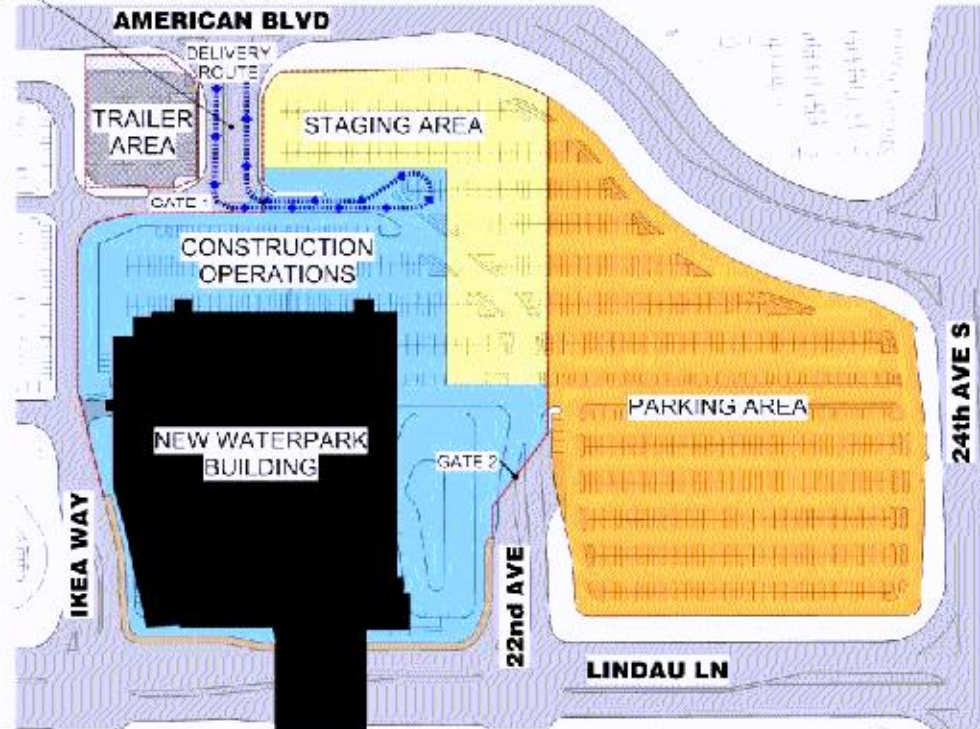 AMERICAN BLVD
DELIVERY
ROUTE
TRAILER
AREA
STAGING AREA
GATE 1
CONSTRUCTION
OPERATIONS
24th AVE S
PARKING AREA
NEW WATERPARK
BUILDING
GATE 2
IKEA WAY
22nd AVE
LINDAU LN